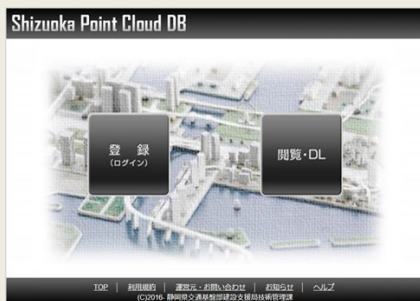 Shizuoka Point Cloud DB
登 録
(ログイン)
閲覧・DL
TOP | 利用規約 | 運営元・お問い合わせ | お知らせ | ヘルプ
(C)2016- 静岡県交通基盤部建設支援局技術管理課